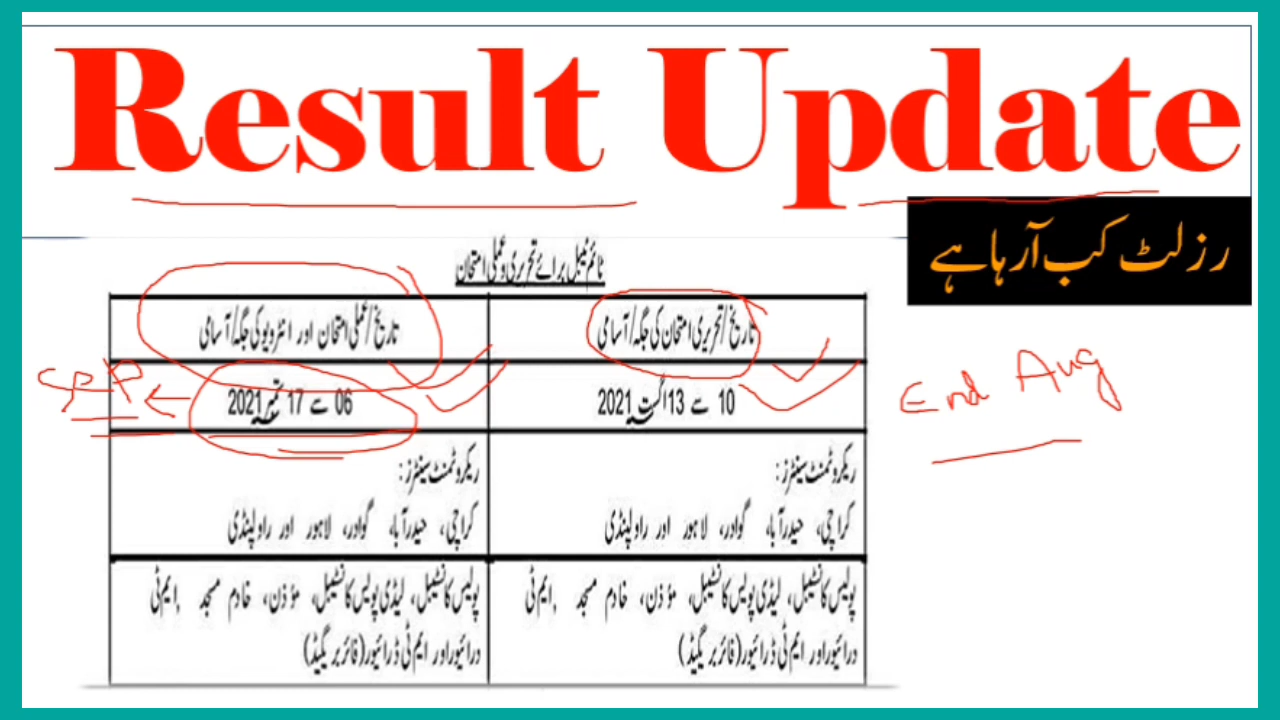 Result Update
رزلٹ کب آرہا ہے
ٹائم ٹیبل برائے تحریری و عملی امتحان
تاریخ/تحریری امتحان کی جگہ/آسامی
تاریخ/عملی امتحان اور انٹرویو کی جگہ/آسامی
10 سے 13 اگست 2021
06 سے 17 ستمبر 2021
End Aug
ریکروٹمنٹ سینٹرز:
کراچی، حیدرآباد، گوادر، لاہور اور راولپنڈی
ریکروٹمنٹ سینٹرز:
کراچی، حیدرآباد، گوادر، لاہور اور راولپنڈی
پولیس کانسٹیبل، لیڈی پولیس کانسٹیبل، مؤذن، خادم مسجد ,ایم ٹی
ڈرائیور اور ایم ٹی ڈرائیور (فائر بریگیڈ)
پولیس کانسٹیبل، لیڈی پولیس کانسٹیبل، مؤذن، خادم مسجد ,ایم ٹی
ڈرائیور اور ایم ٹی ڈرائیور (فائر بریگیڈ)